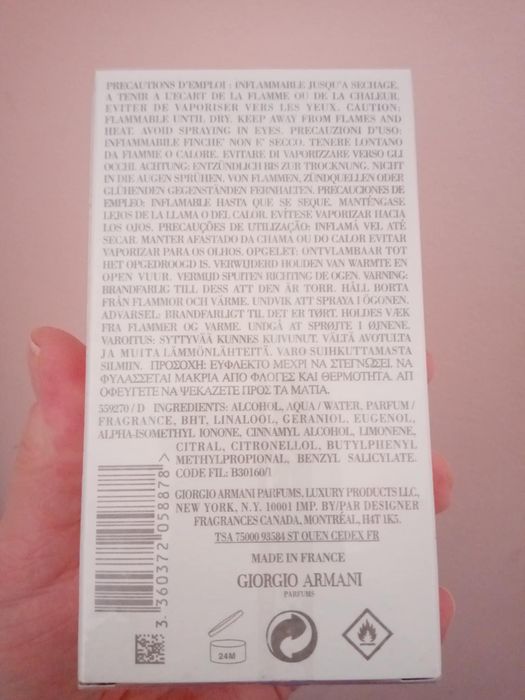 PRECAUTIONS D'EMPLOI : INFLAMMABLE JUSQU'A SECHAGE,
A TENIR A L'ECART DE LA FLAMME OU DE LA CHALEUR,
EVITER DE VAPORISER VERS LES YEUX. CAUTION:
FLAMMABLE UNTIL DRY. KEEP AWAY FROM FLAMES AND
HEAT. AVOID SPRAYING IN EYES. PRECAUZIONI D'USO:
INFIAMMABILE FINCHE' NON E' SECCO. TENERE LONTANO
DA FIAMME O CALORE. EVITARE DI VAPORIZZARE VERSO GLI
OCCHI. ACHTUNG: ENTZÜNDLICH BIS ZUR TROCKNUNG. NICHT
IN DIE AUGEN SPRÜHEN. VON FLAMMEN, ZÜNDQUELLEN ODER
GLÜHENDEN GEGENSTÄNDEN FERNHALTEN. PRECAUCIONES DE
EMPLEO: INFLAMABLE HASTA QUE SE SEQUE. MANTÉNGASE
LEJOS DE LA LLAMA O DEL CALOR. EVÍTESE VAPORIZAR HACIA
LOS OJOS. PRECAUÇÕES DE UTILIZAÇÃO: INFLAMÁVEL ATÉ
SECAR. MANTER AFASTADO DA CHAMA OU DO CALOR EVITAR
VAPORIZAR PARA OS OLHOS. OPGELET: ONTVLAMBAAR TOT
HET OPGEDROOGD IS. VERWIJDERD HOUDEN VAN WARMTE EN
OPEN VUUR. VERMIJD SPUITEN RICHTING DE OGEN. VARNING:
BRANDFARLIG TILL DESS ATT DEN ÄR TORR. HÅLL BORTA
FRÅN FLAMMOR OCH VÄRME. UNDVIK ATT SPRAYA I ÖGONEN.
ADVARSEL: BRANDFARLIGT TIL DET ER TØRT. HOLDES VÆK
FRA FLAMMER OG VARME. UNDGÅ AT SPRØJTE I ØJNENE.
VAROITUS: SYTTYVÄÄ KUNNES KUIVUNUT. VÄLTÄ AVOTULTA
JA MUITA LÄMMÖNLÄHTEITÄ. VARO SUIHKUTTAMASTA
SILMIIN. ΠΡΟΣΟΧΗ: ΕΥΦΛΕΚΤΟ ΜΕΧΡΙ ΝΑ ΣΤΕΓΝΩΣΕΙ. ΝΑ
ΦΥΛΑΣΣΕΤΑΙ ΜΑΚΡΙΑ ΑΠΟ ΦΛΟΓΕΣ ΚΑΙ ΘΕΡΜΟΤΗΤΑ. ΑΠ
ΟΦΕΥΓΕΤΕ ΝΑ ΨΕΚΑΖΕΤΕ ΠΡΟΣ ΤΑ ΜΑΤΙΑ.
559270/D INGREDIENTS: ALCOHOL, AQUA / WATER, PARFUM /
FRAGRANCE, BHT, LINALOOL, GERANIOL, EUGENOL,
ALPHA-ISOMETHYL IONONE, CINNAMYL ALCOHOL, LIMONENE,
CITRAL, CITRONELLOL, BUTYLPHENYL
METHYLPROPIONAL, BENZYL SALICYLATE.
CODE FIL: B30160/1
GIORGIO ARMANI PARFUMS, LUXURY PRODUCTS LLC,
NEW YORK, N.Y. 10001 IMP. BY/PAR DESIGNER
FRAGRANCES CANADA, MONTRÉAL, H4T 1K5.
TSA 75000 93584 ST OUEN CEDEX FR
MADE IN FRANCE
GIORGIO ARMANI
PARFUMS
3 360372 058878 >
24M